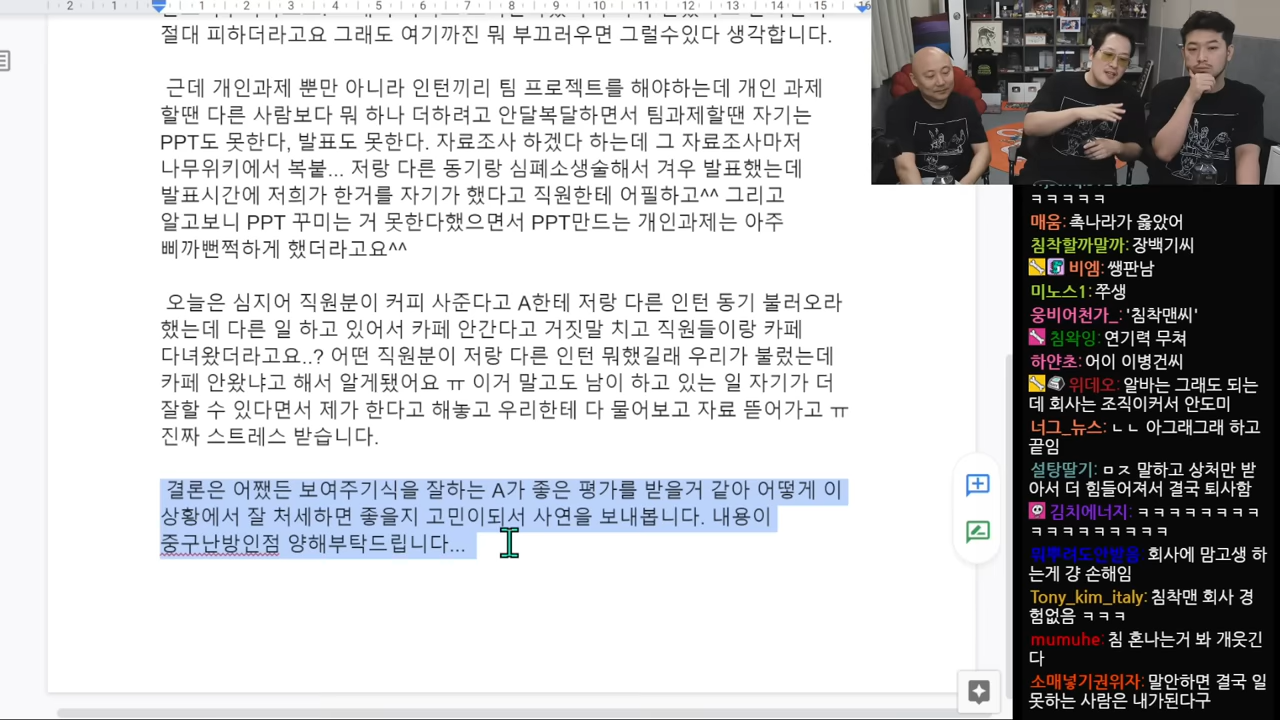 2 1 1 2 3 4 5 6 7 8 9 10 11 12 13 14 15 16
절대 피하더라고요 그래도 여기까진 뭐 부끄러우면 그럴수있다 생각합니다.
근데 개인과제 뿐만 아니라 인턴끼리 팀 프로젝트를 해야하는데 개인 과제
할땐 다른 사람보다 뭐 하나 더하려고 안달복달하면서 팀과제할땐 자기는
PPT도 못한다, 발표도 못한다. 자료조사 하겠다 하는데 그 자료조사마저
나무위키에서 복붙... 저랑 다른 동기랑 심폐소생술해서 겨우 발표했는데
발표시간에 저희가 한거를 자기가 했다고 직원한테 어필하고^^ 그리고
알고보니 PPT 꾸미는 거 못한다했으면서 PPT만드는 개인과제는 아주
삐까뻔쩍하게 했더라고요^^
오늘은 심지어 직원분이 커피 사준다고 A한테 저랑 다른 인턴 동기 불러오라
했는데 다른 일 하고 있어서 카페 안간다고 거짓말 치고 직원들이랑 카페
다녀왔더라고요..? 어떤 직원분이 저랑 다른 인턴 뭐했길래 우리가 불렀는데
카페 안왔냐고 해서 알게됐어요 ㅠ 이거 말고도 남이 하고 있는 일 자기가 더
잘할 수 있다면서 제가 한다고 해놓고 우리한테 다 물어보고 자료 뜯어가고 ㅠ
진짜 스트레스 받습니다.
결론은 어쨌든 보여주기식을 잘하는 A가 좋은 평가를 받을거 같아 어떻게 이
상황에서 잘 처세하면 좋을지 고민이되서 사연을 보내봅니다. 내용이
중구난방인점 양해부탁드립니다...
ㅋㅋㅋㅋㅋ
매움: 촉나라가 옳았어
침착할까말까: 장백기씨
비엠: 쌩판남
미노스1: 쭈생
웅비어천가_: '침착맨씨'
침왁잉: 연기력 무쳐
하얀초: 어이 이병건씨
위데오: 알바는 그래도 되는
데 회사는 조직이커서 안도미
너그_뉴스: ㄴㄴ 아그래그래 하고
끝임
설탕딸기: ㅁㅈ 말하고 상처만 받
아서 더 힘들어져서 결국 퇴사함
김치에너지: ㅋㅋㅋㅋㅋㅋㅋㅋ
ㅋㅋㅋㅋㅋㅋㅋㅋㅋ
뭐뿌려도안받음: 회사에 맘고생 하
는게 걍 손해임
Tony_kim_italy: 침착맨 회사 경
험없음 ㅋㅋㅋ
mumuhe: 침 혼나는거 봐 개웃긴
다
소매넣기권위자: 말안하면 결국 일
못하는 사람은 내가된다구